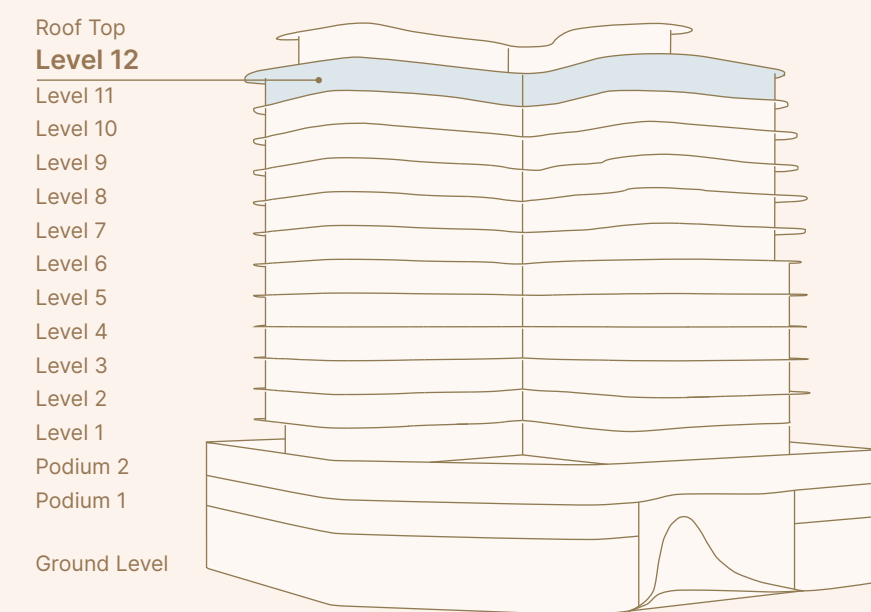 Roof Top
Level 12
Level 11
Level 10
Level 9
Level 8
Level 7
Level 6
Level 5
Level 4
Level 3
Level 2
Level 1
Podium 2
Podium 1
Ground Level